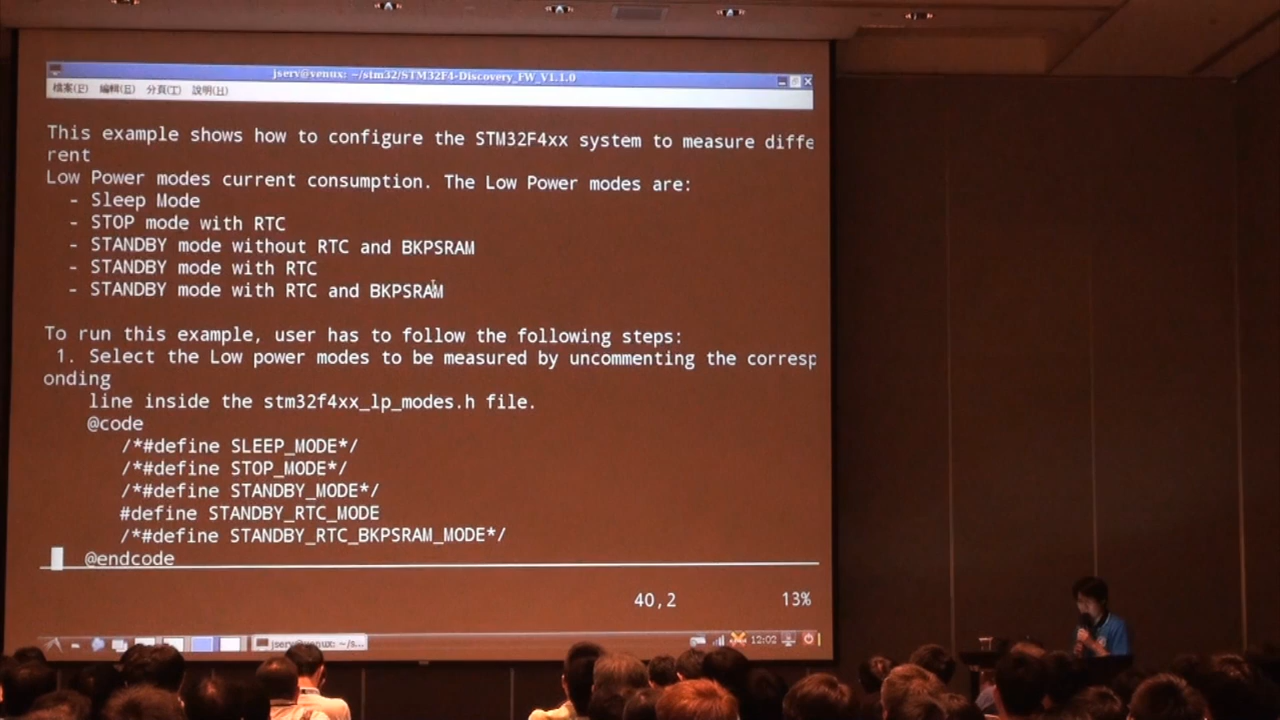 jserv@venux: ~/stm32/STM32F4-Discovery_FW_V1.1.0
檔案(F) 編輯(E) 分頁(T) 說明(H)
This example shows how to configure the STM32F4xx system to measure diffe
rent
Low Power modes current consumption. The Low Power modes are:
- Sleep Mode
- STOP mode with RTC
- STANDBY mode without RTC and BKPSRAM
- STANDBY mode with RTC
- STANDBY mode with RTC and BKPSRAM
To run this example, user has to follow the following steps:
1. Select the Low power modes to be measured by uncommenting the corresp
onding
line inside the stm32f4xx_lp_modes.h file.
@code
/*#define SLEEP_MODE*/
/*#define STOP_MODE*/
/*#define STANDBY_MODE*/
#define STANDBY_RTC_MODE
/*#define STANDBY_RTC_BKPSRAM_MODE*/
@endcode
40,2 13%
jserv@venux: ~/s... 12:02